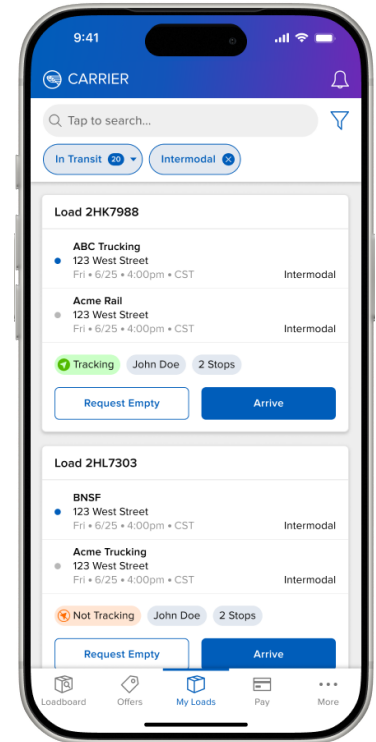 9:41
CARRIER
Tap to search...
In Transit 20
Intermodal
Load 2HK7988
ABC Trucking
123 West Street
Fri • 6/25 • 4:00pm • CST Intermodal
Acme Rail
123 West Street
Fri • 6/25 • 4:00pm • CST Intermodal
Tracking John Doe 2 Stops
Request Empty Arrive
Load 2HL7303
BNSF
123 West Street
Fri • 6/25 • 4:00pm • CST Intermodal
Acme Trucking
123 West Street
Fri • 6/25 • 4:00pm • CST Intermodal
Not Tracking John Doe 2 Stops
Request Empty Arrive
Loadboard Offers My Loads Pay More